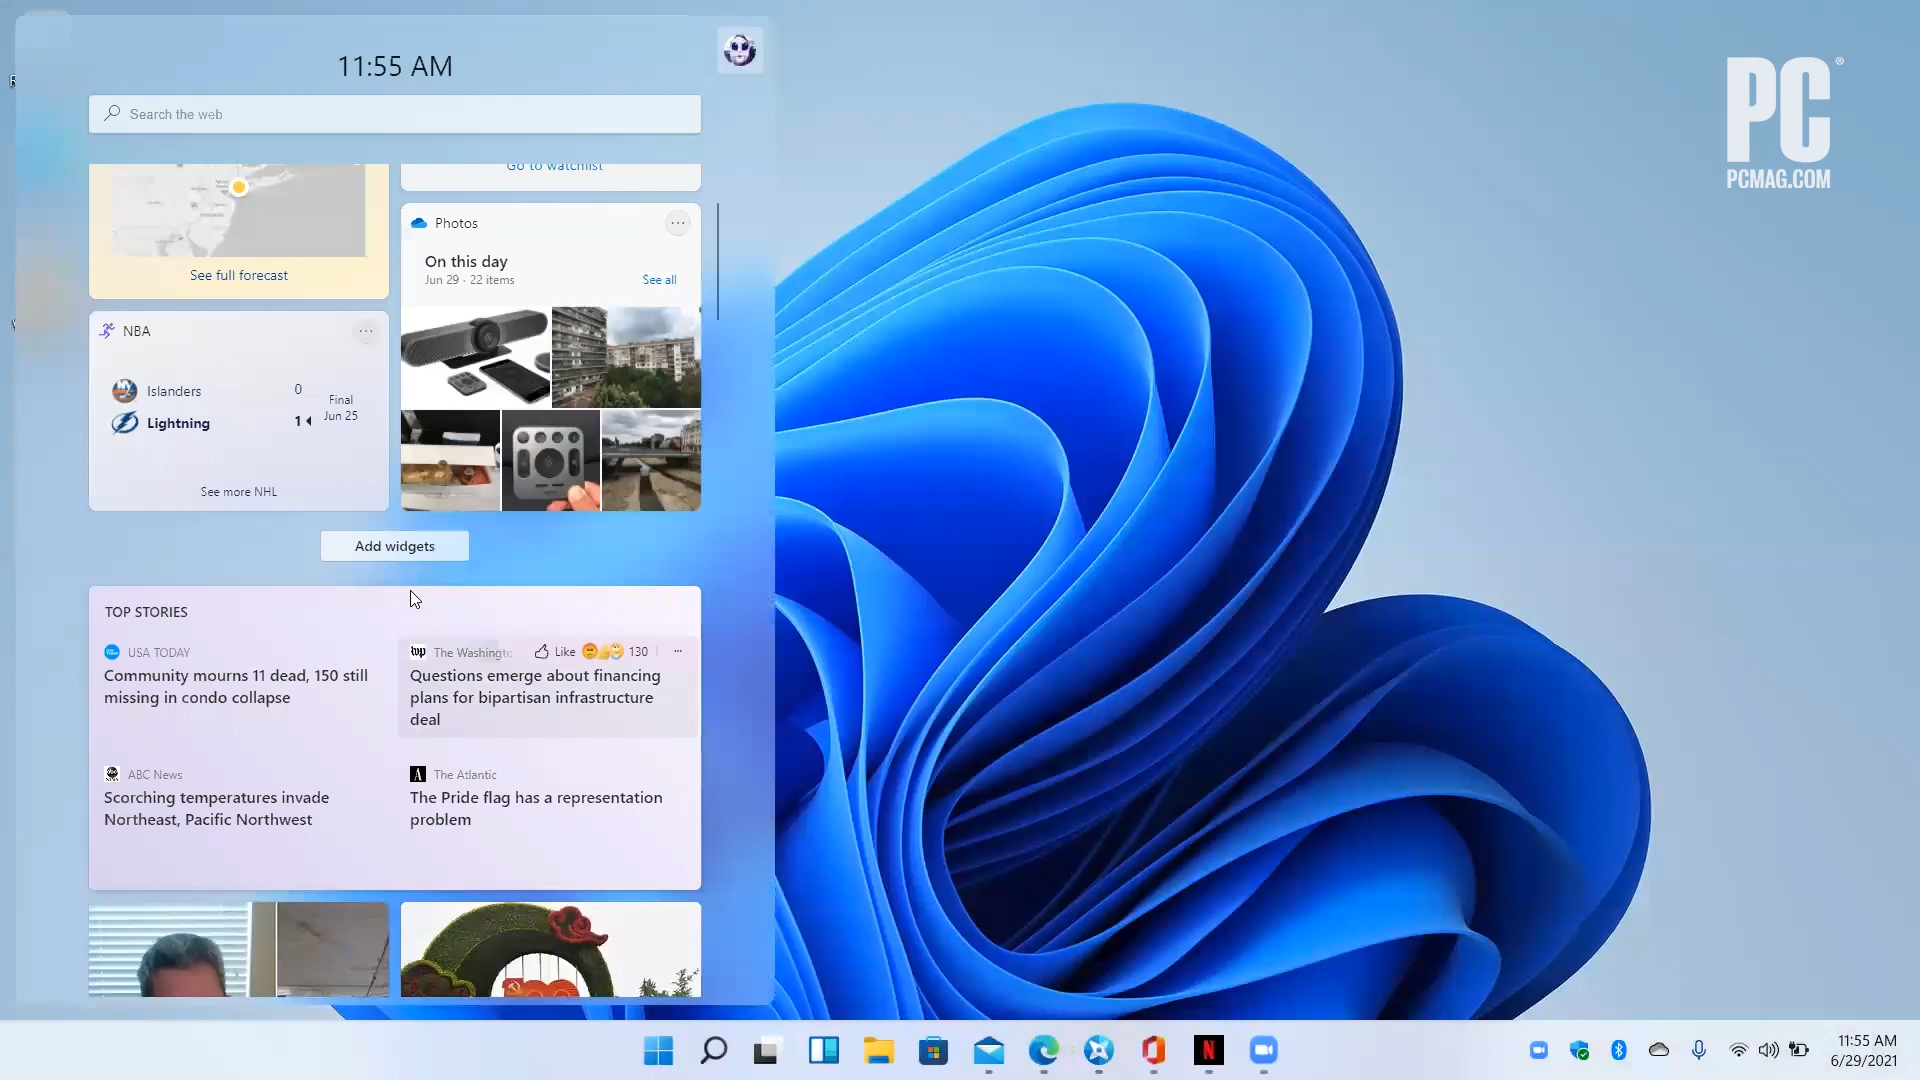 11:55 AM
Search the web
See full forecast
Go to watchlist
Photos
On this day
Jun 29 · 22 items
See all
NBA
Islanders 0
Lightning 1
Final
Jun 25
See more NHL
Add widgets
TOP STORIES
USA TODAY
Community mourns 11 dead, 150 still
missing in condo collapse
The Washingto
Like
130
Questions emerge about financing
plans for bipartisan infrastructure
deal
ABC News
Scorching temperatures invade
Northeast, Pacific Northwest
The Atlantic
The Pride flag has a representation
problem
PC®
PCMAG.COM
11:55 AM
6/29/2021